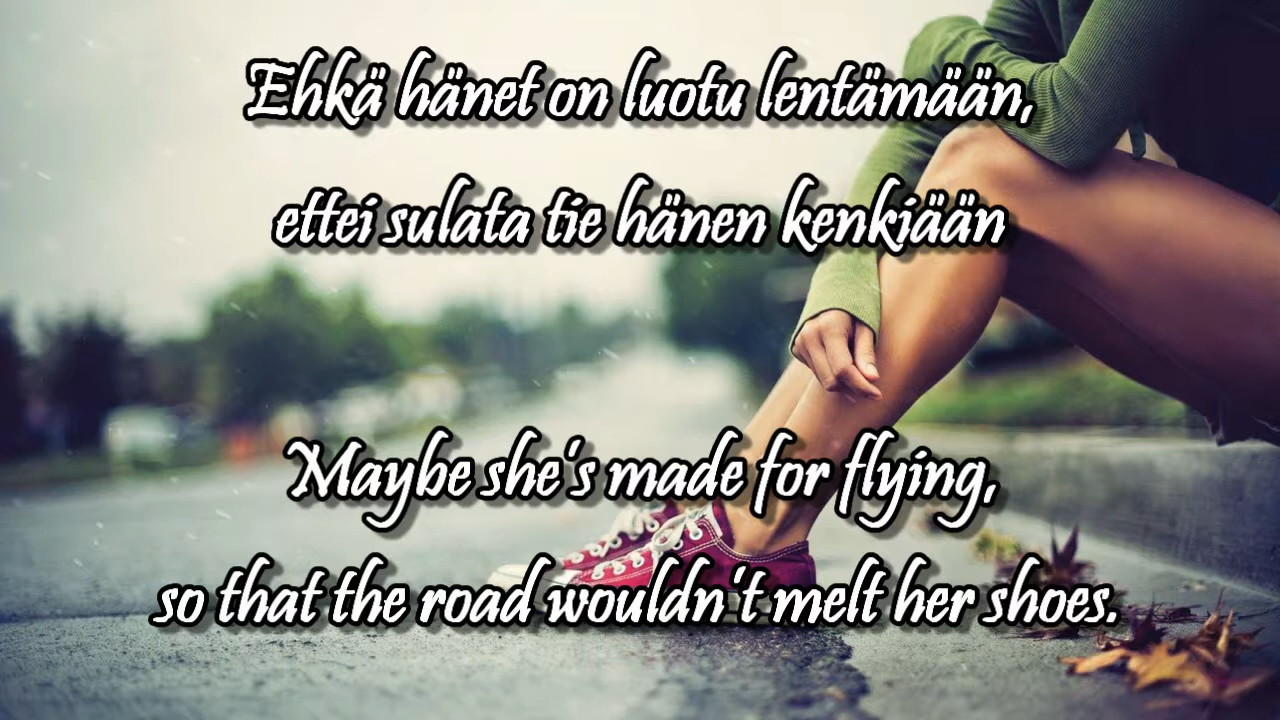 Ehkä hänet on luotu lentämään,
ettei sulata tie hänen kenkiään
Maybe she's made for flying,
so that the road wouldn't melt her shoes.